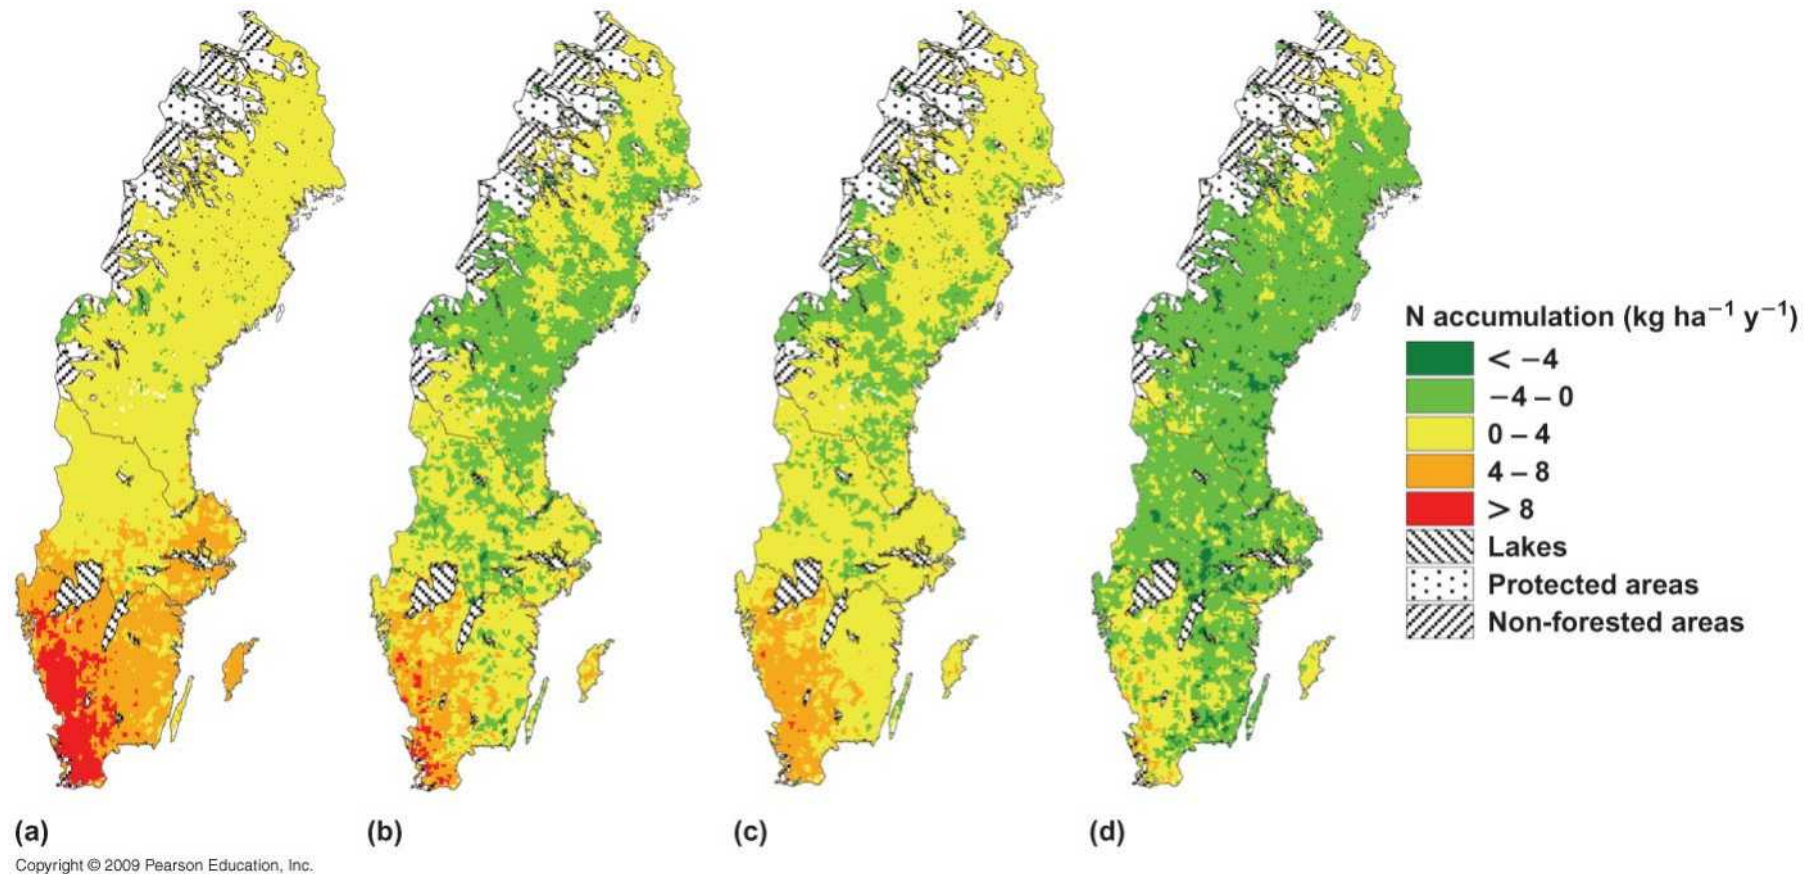 N accumulation (kg ha⁻¹ y⁻¹)
< −4
−4 – 0
0 – 4
4 – 8
> 8
Lakes
Protected areas
Non-forested areas
(a)
(b)
(c)
(d)
Copyright © 2009 Pearson Education, Inc.